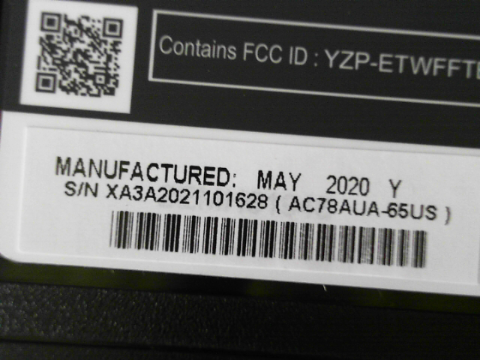 Contains FCC ID : YZP-ETWFFT
MANUFACTURED: MAY 2020 Y
S/N XA3A2021101628 ( AC78AUA-65US )